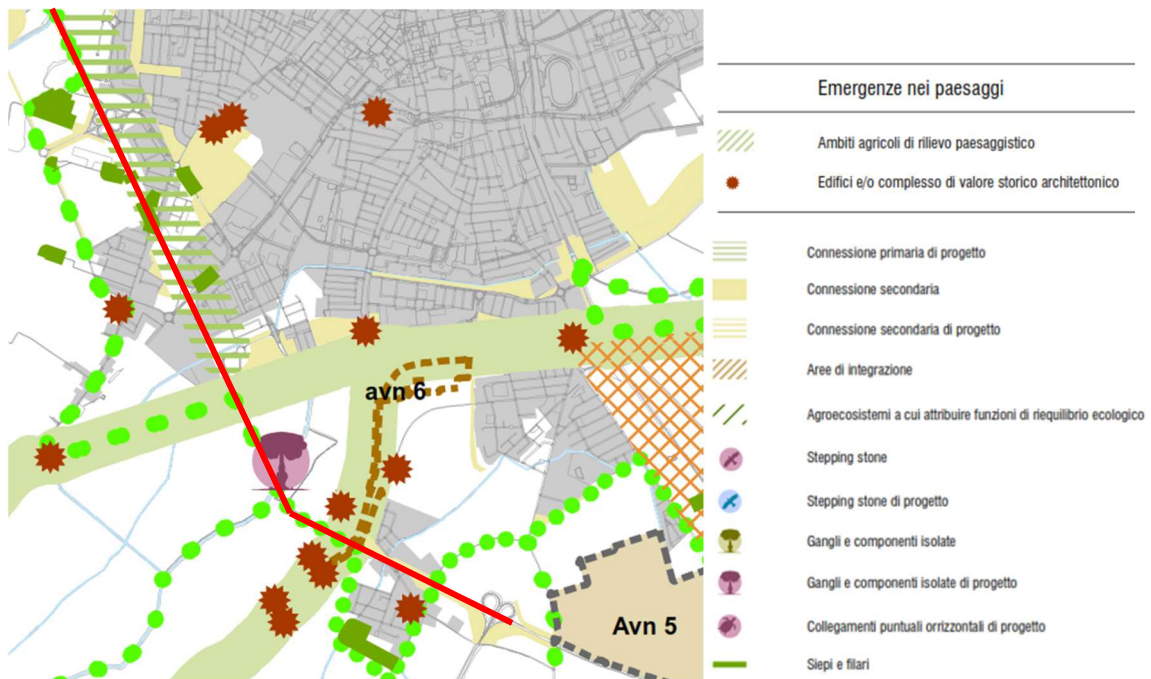 avn 6
Avn 5
Emergenze nei paesaggi
Ambiti agricoli di rilievo paesaggistico
Edifici e/o complesso di valore storico architettonico
Connessione primaria di progetto
Connessione secondaria
Connessione secondaria di progetto
Aree di integrazione
Agroecosistemi a cui attribuire funzioni di riequilibrio ecologico
Stepping stone
Stepping stone di progetto
Gangli e componenti isolate
Gangli e componenti isolate di progetto
Collegamenti puntuali orrizontali di progetto
Siepi e filari